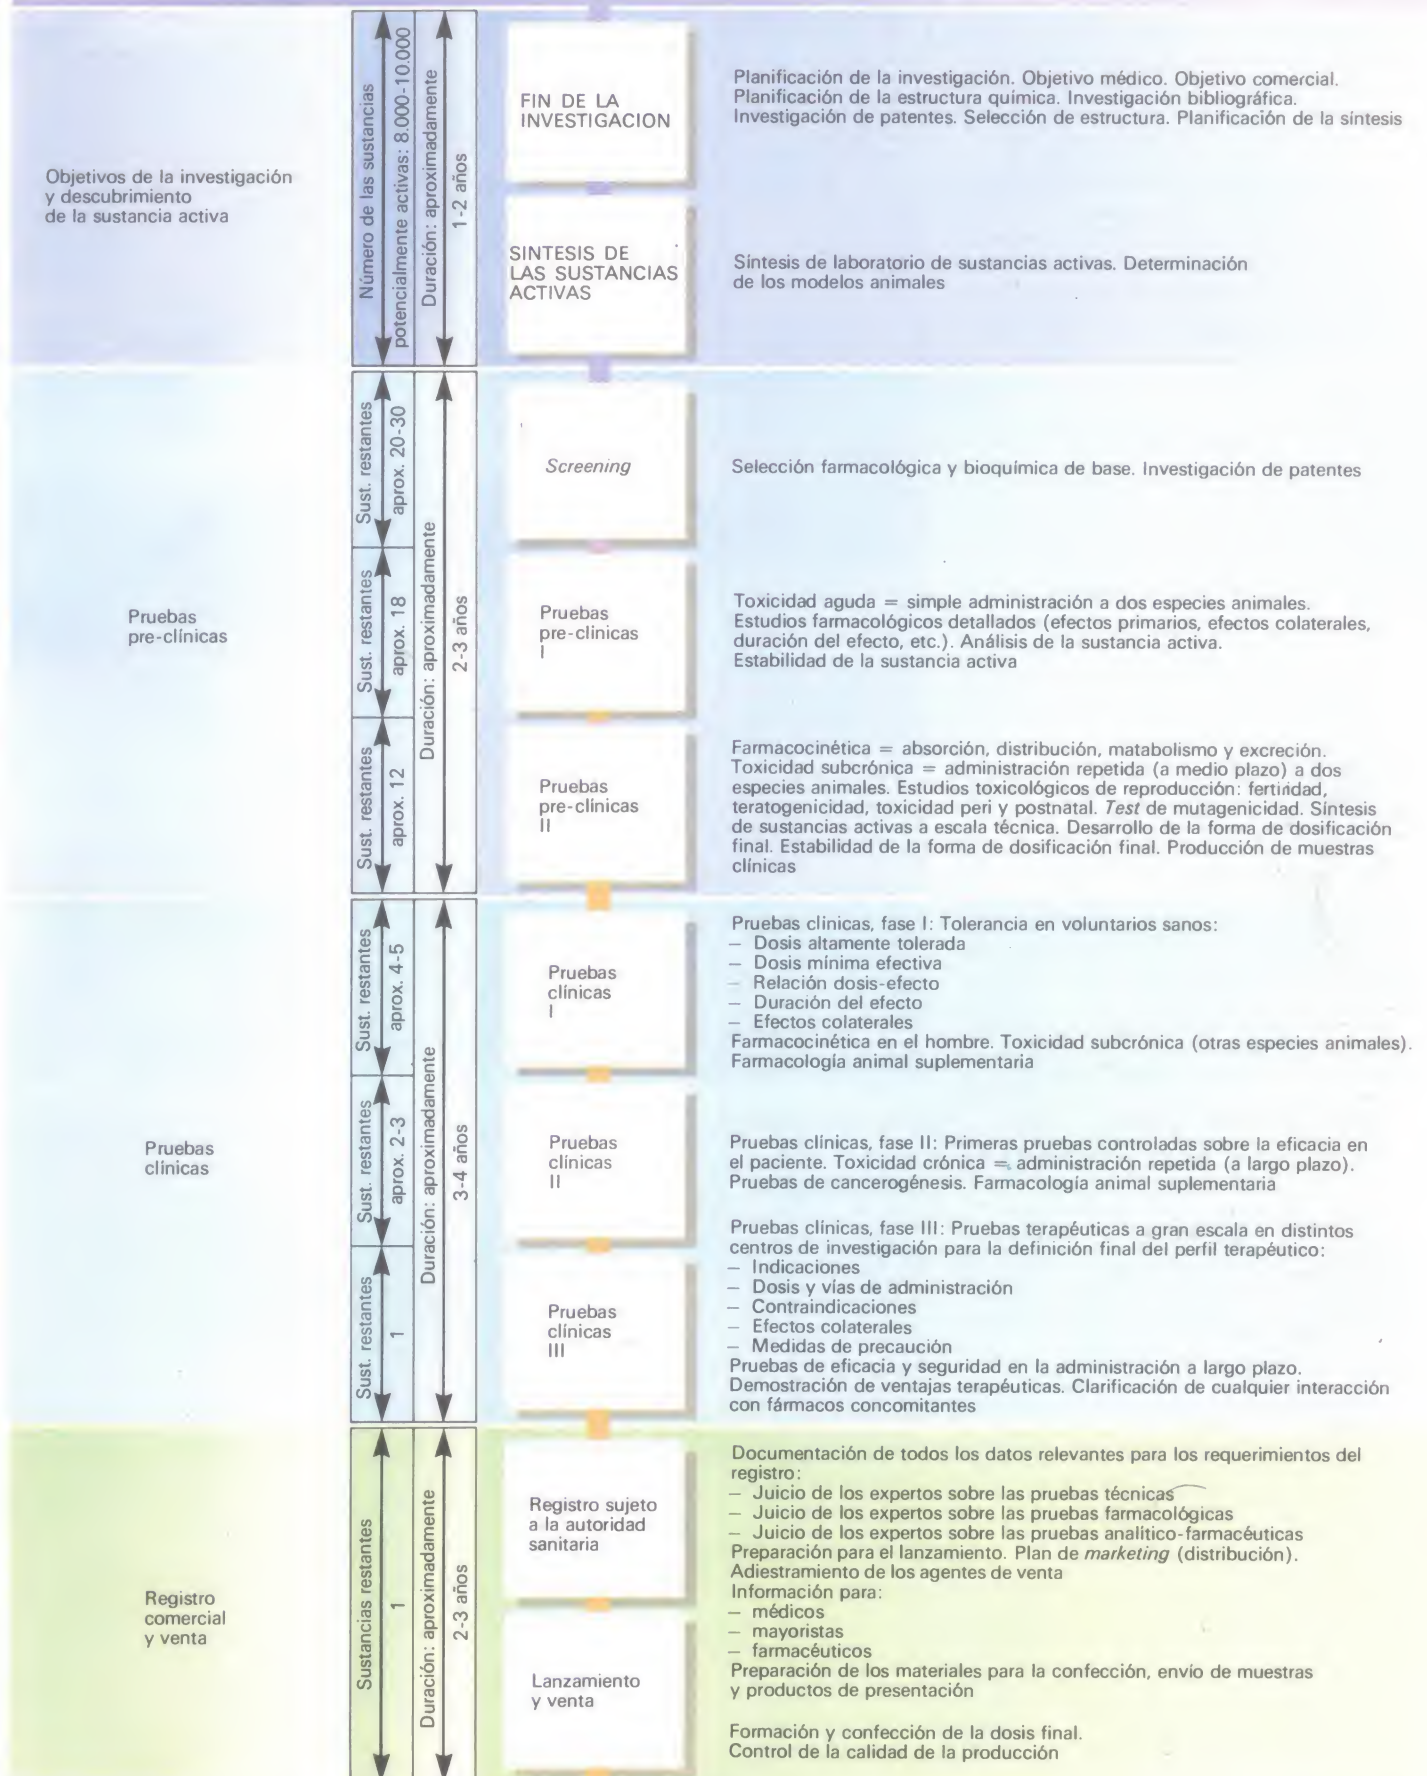 Objetivos de la investigación
y descubrimiento
de la sustancia activa
Número de las sustancias
potencialmente activas: 8.000-10.000
Duración: aproximadamente
1-2 años
FIN DE LA
INVESTIGACION
Planificación de la investigación. Objetivo médico. Objetivo comercial.
Planificación de la estructura química. Investigación bibliográfica.
Investigación de patentes. Selección de estructura. Planificación de la síntesis
SINTESIS DE
LAS SUSTANCIAS
ACTIVAS
Síntesis de laboratorio de sustancias activas. Determinación
de los modelos animales
Pruebas
pre-clínicas
Duración: aproximadamente
2-3 años
Sust. restantes
aprox. 20-30
Screening
Selección farmacológica y bioquímica de base. Investigación de patentes
Sust. restantes
aprox. 18
Pruebas
pre-clínicas
I
Toxicidad aguda = simple administración a dos especies animales.
Estudios farmacológicos detallados (efectos primarios, efectos colaterales,
duración del efecto, etc.). Análisis de la sustancia activa.
Estabilidad de la sustancia activa
Sust. restantes
aprox. 12
Pruebas
pre-clínicas
II
Farmacocinética = absorción, distribución, matabolismo y excreción.
Toxicidad subcrónica = administración repetida (a medio plazo) a dos
especies animales. Estudios toxicológicos de reproducción: fertilidad,
teratogenicidad, toxicidad peri y postnatal. Test de mutagenicidad. Síntesis
de sustancias activas a escala técnica. Desarrollo de la forma de dosificación
final. Estabilidad de la forma de dosificación final. Producción de muestras
clínicas
Pruebas
clínicas
Duración: aproximadamente
3-4 años
Sust. restantes
aprox. 4-5
Pruebas
clínicas
I
Pruebas clínicas, fase I: Tolerancia en voluntarios sanos:
— Dosis altamente tolerada
— Dosis mínima efectiva
— Relación dosis-efecto
— Duración del efecto
— Efectos colaterales
Farmacocinética en el hombre. Toxicidad subcrónica (otras especies animales).
Farmacología animal suplementaria
Sust. restantes
aprox. 2-3
Pruebas
clínicas
II
Pruebas clínicas, fase II: Primeras pruebas controladas sobre la eficacia en
el paciente. Toxicidad crónica = administración repetida (a largo plazo).
Pruebas de cancerogénesis. Farmacología animal suplementaria
Sust. restantes
1
Pruebas
clínicas
III
Pruebas clínicas, fase III: Pruebas terapéuticas a gran escala en distintos
centros de investigación para la definición final del perfil terapéutico:
— Indicaciones
— Dosis y vías de administración
— Contraindicaciones
— Efectos colaterales
— Medidas de precaución
Pruebas de eficacia y seguridad en la administración a largo plazo.
Demostración de ventajas terapéuticas. Clarificación de cualquier interacción
con fármacos concomitantes
Registro
comercial
y venta
Sustancias restantes
1
Duración: aproximadamente
2-3 años
Registro sujeto
a la autoridad
sanitaria
Documentación de todos los datos relevantes para los requerimientos del
registro:
— Juicio de los expertos sobre las pruebas técnicas
— Juicio de los expertos sobre las pruebas farmacológicas
— Juicio de los expertos sobre las pruebas analítico-farmacéuticas
Preparación para el lanzamiento. Plan de marketing (distribución).
Adiestramiento de los agentes de venta
Información para:
— médicos
— mayoristas
— farmacéuticos
Preparación de los materiales para la confección, envío de muestras
y productos de presentación
Lanzamiento
y venta
Formación y confección de la dosis final.
Control de la calidad de la producción